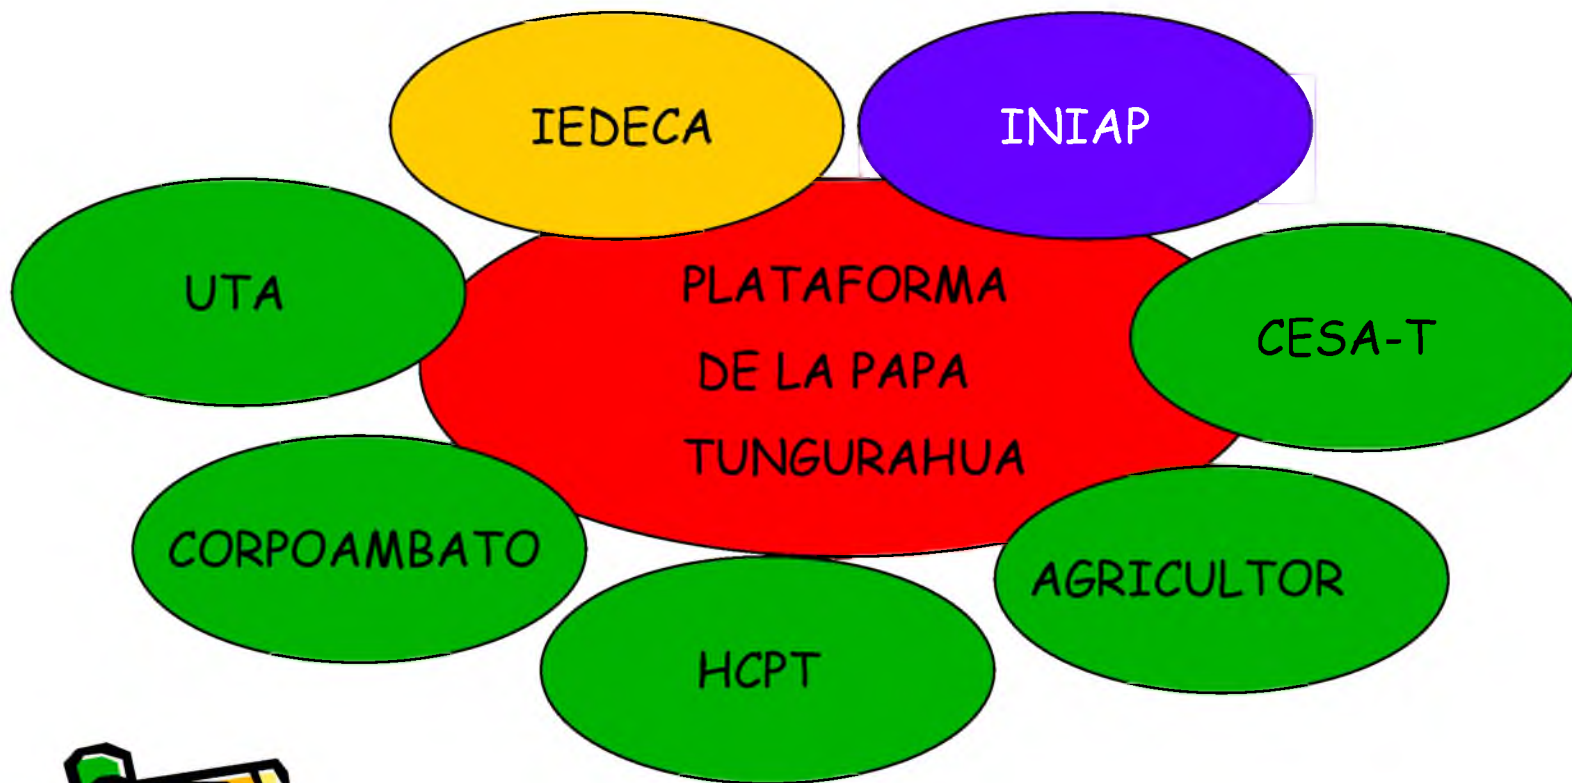 IEDECA
INIAP
UTA
PLATAFORMA
DE LA PAPA
TUNGURAHUA
CESA-T
CORPOAMBATO
AGRICULTOR
HCPT